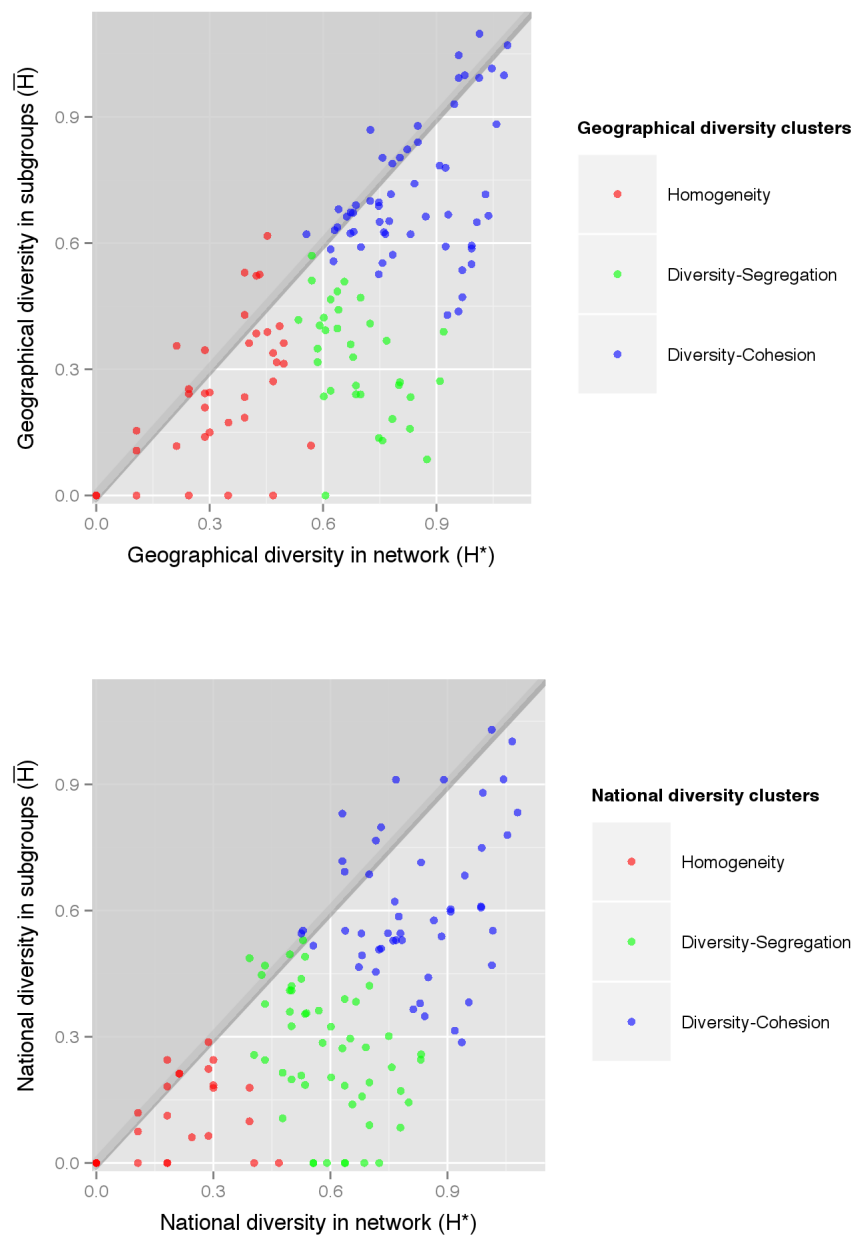 Geographical diversity in subgroups (H̅)
0.9
0.6
0.3
0.0
0.0 0.3 0.6 0.9
Geographical diversity in network (H*)
Geographical diversity clusters
Homogeneity
Diversity-Segregation
Diversity-Cohesion
National diversity in subgroups (H̅)
0.9
0.6
0.3
0.0
0.0 0.3 0.6 0.9
National diversity in network (H*)
National diversity clusters
Homogeneity
Diversity-Segregation
Diversity-Cohesion